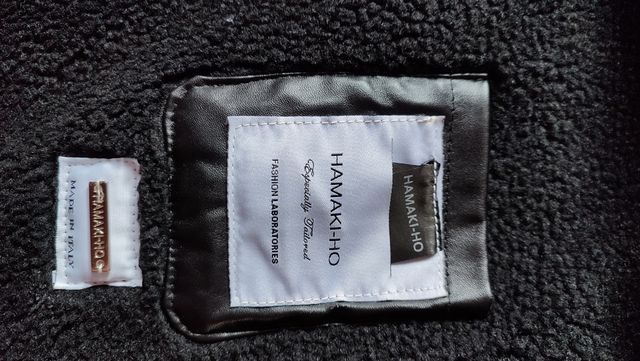 HAMAKI-HO
HAMAKI-HO
Especially Tailored
FASHION LABORATORIES
HAMAKI-HO
MADE IN ITALY